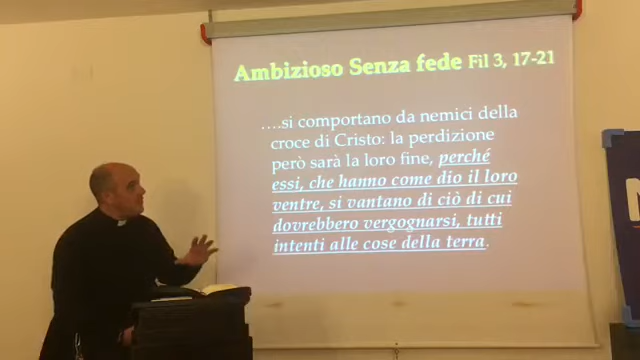 Ambizioso Senza fede Fil 3, 17-21
….si comportano da nemici della
croce di Cristo: la perdizione
però sarà la loro fine, perché
essi, che hanno come dio il loro
ventre, si vantano di ciò di cui
dovrebbero vergognarsi, tutti
intenti alle cose della terra.